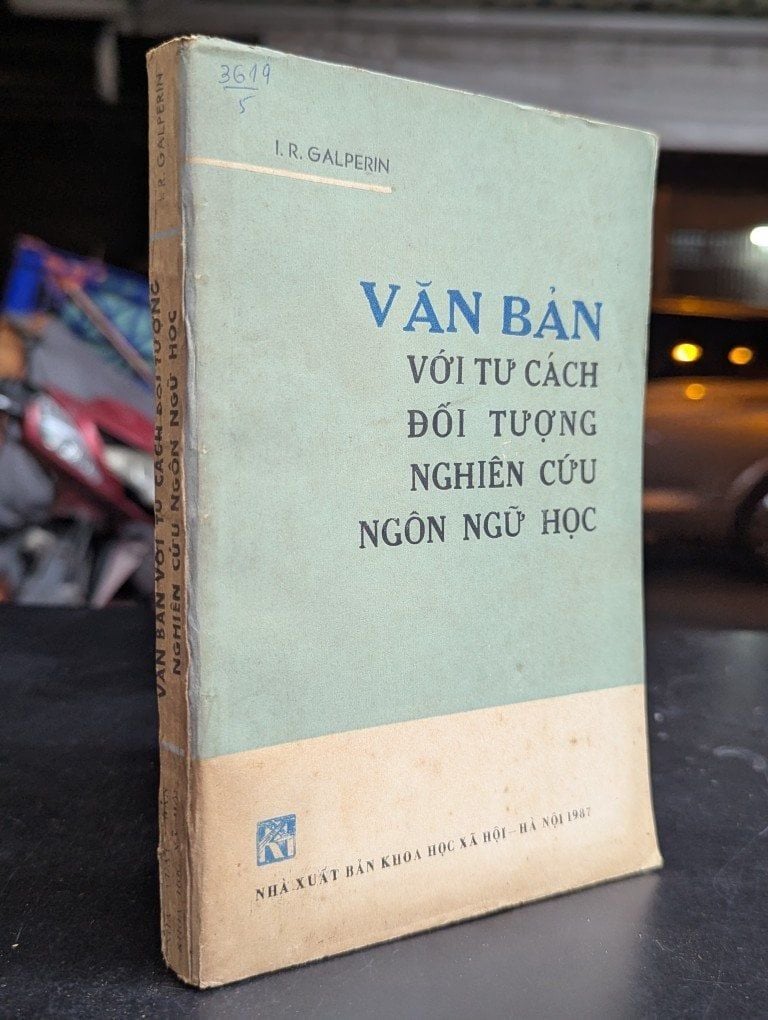 3619
5
I. R. GALPERIN
VĂN BẢN
VỚI TƯ CÁCH
ĐỐI TƯỢNG
NGHIÊN CỨU
NGÔN NGỮ HỌC
NHÀ XUẤT BẢN KHOA HỌC XÃ HỘI – HÀ NỘI 1987
I. R. GALPERIN
VĂN BẢN VỚI TƯ CÁCH ĐỐI TƯỢNG
NGHIÊN CỨU NGÔN NGỮ HỌC